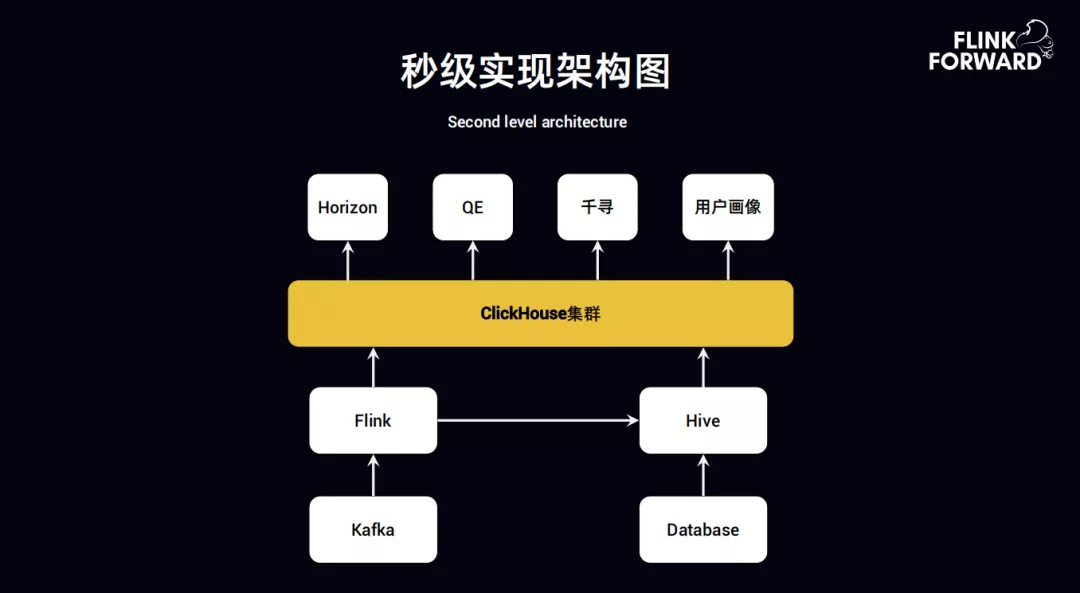 FLINK
FORWARD
秒级实现架构图
Second level architecture
Horizon
QE
千寻
用户画像
ClickHouse集群
Flink
Hive
Kafka
Database